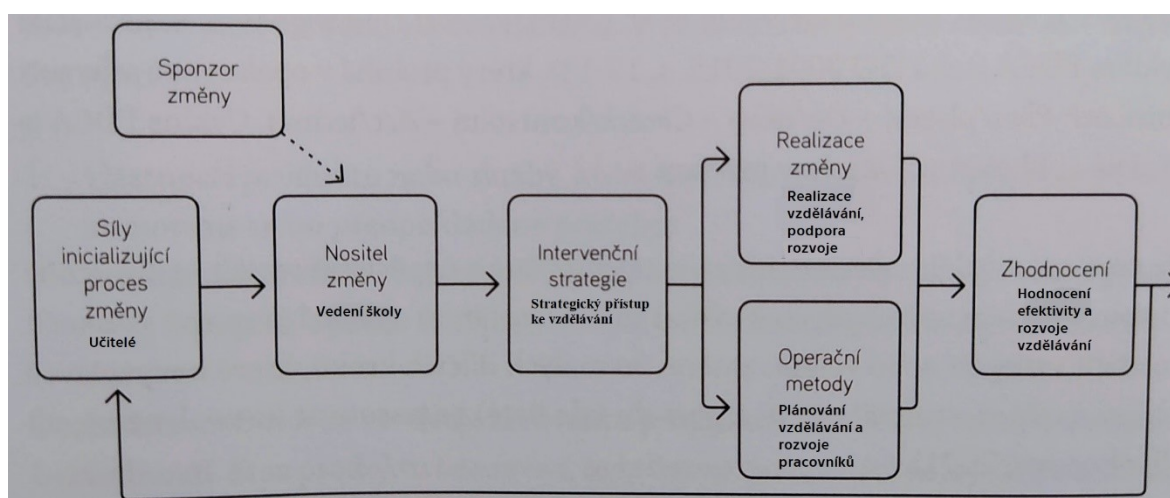 Sponzor
změny
Síly
inicializující
proces
změny
Učitelé
Nositel
změny
Vedení školy
Intervenční
strategie
Strategický přístup
ke vzdělávání
Realizace
změny
Realizace
vzdělávání,
podpora
rozvoje
Operační
metody
Plánování
vzdělávání a
rozvoje
pracovníků
Zhodnocení
Hodnocení
efektivity a
rozvoje
vzdělávání